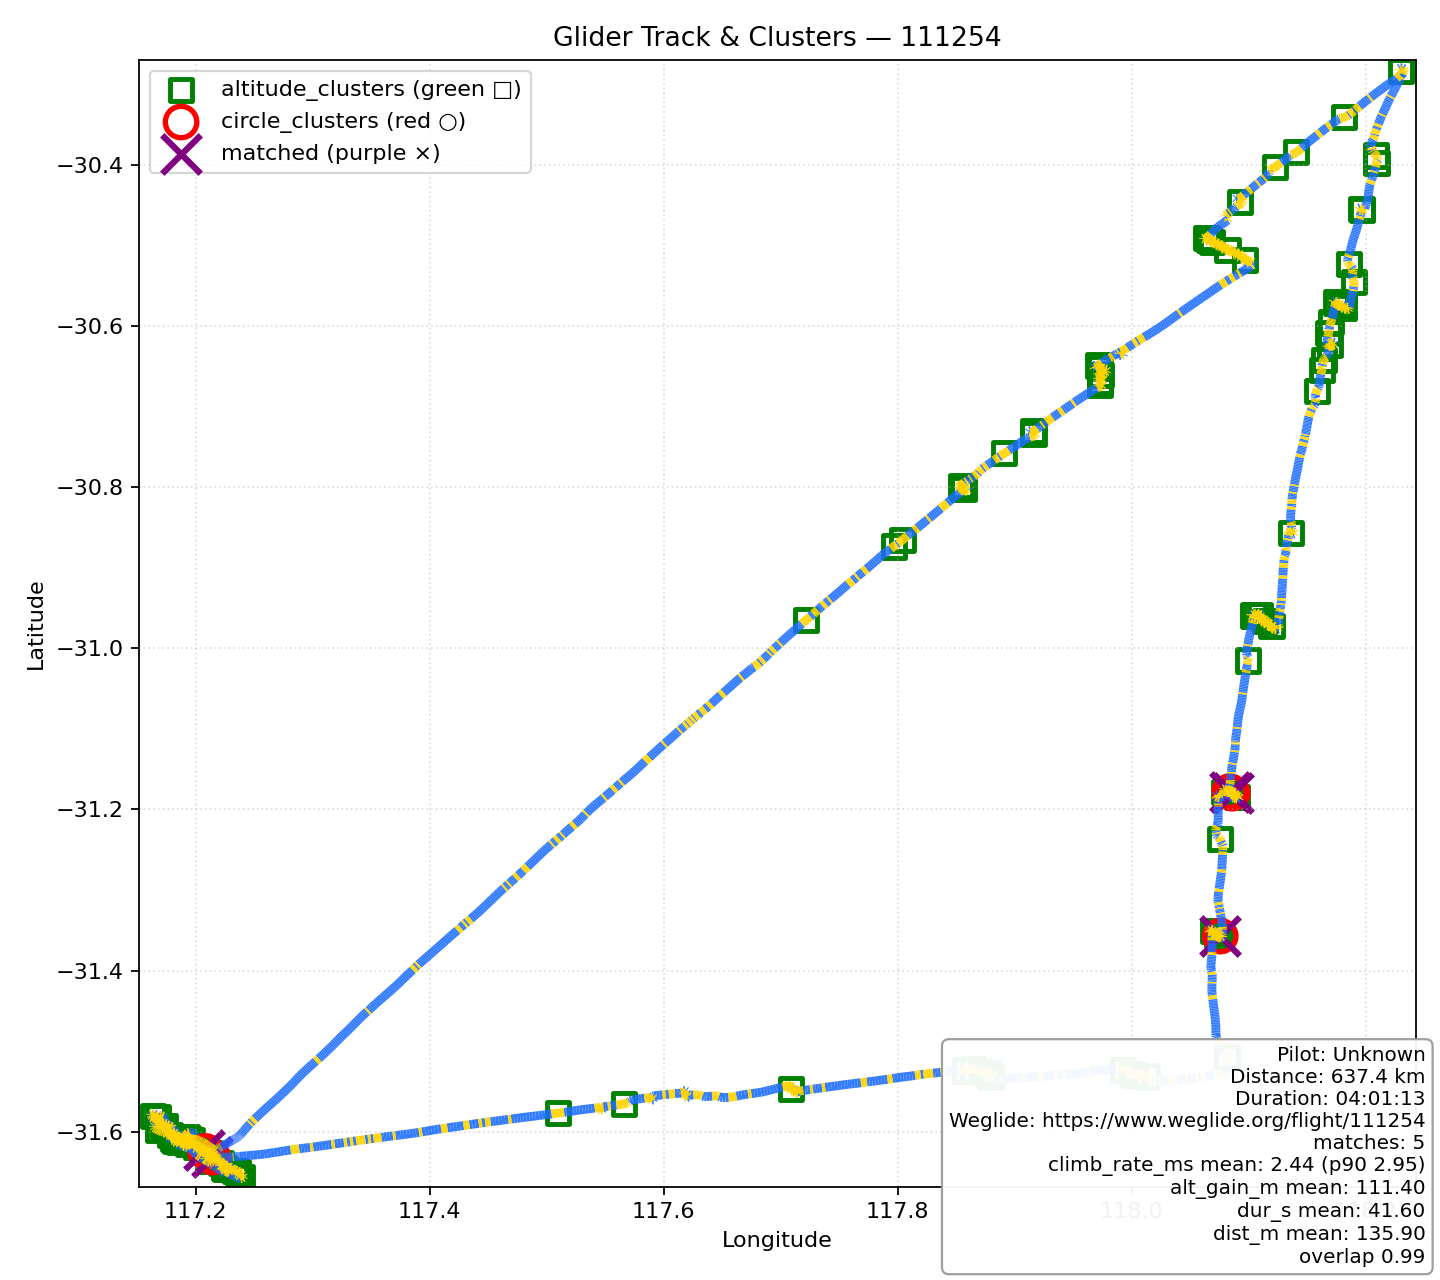 Glider Track & Clusters — 111254
altitude_clusters (green □)
circle_clusters (red ○)
matched (purple ×)
−30.4
−30.6
−30.8
−31.0
−31.2
−31.4
−31.6
Latitude
117.2
117.4
117.6
117.8
118.0
Longitude
Pilot: Unknown
Distance: 637.4 km
Duration: 04:01:13
Weglide: https://www.weglide.org/flight/111254
matches: 5
climb_rate_ms mean: 2.44 (p90 2.95)
alt_gain_m mean: 111.40
dur_s mean: 41.60
dist_m mean: 135.90
overlap 0.99